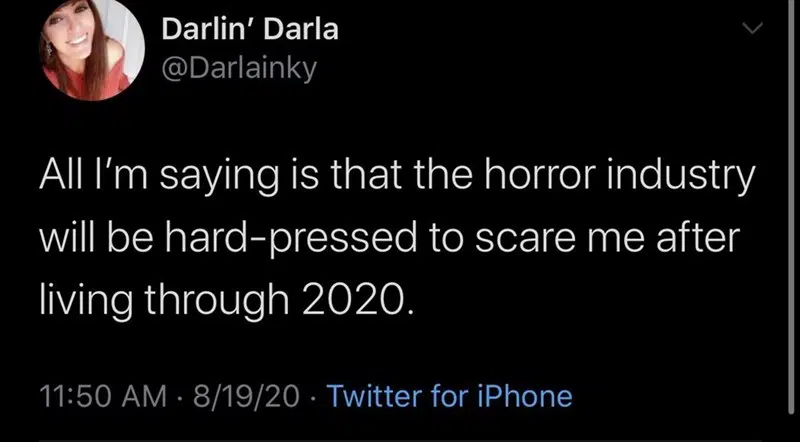 Darlin’ Darla
@Darlainky
All I’m saying is that the horror industry
will be hard-pressed to scare me after
living through 2020.
11:50 AM · 8/19/20 · Twitter for iPhone